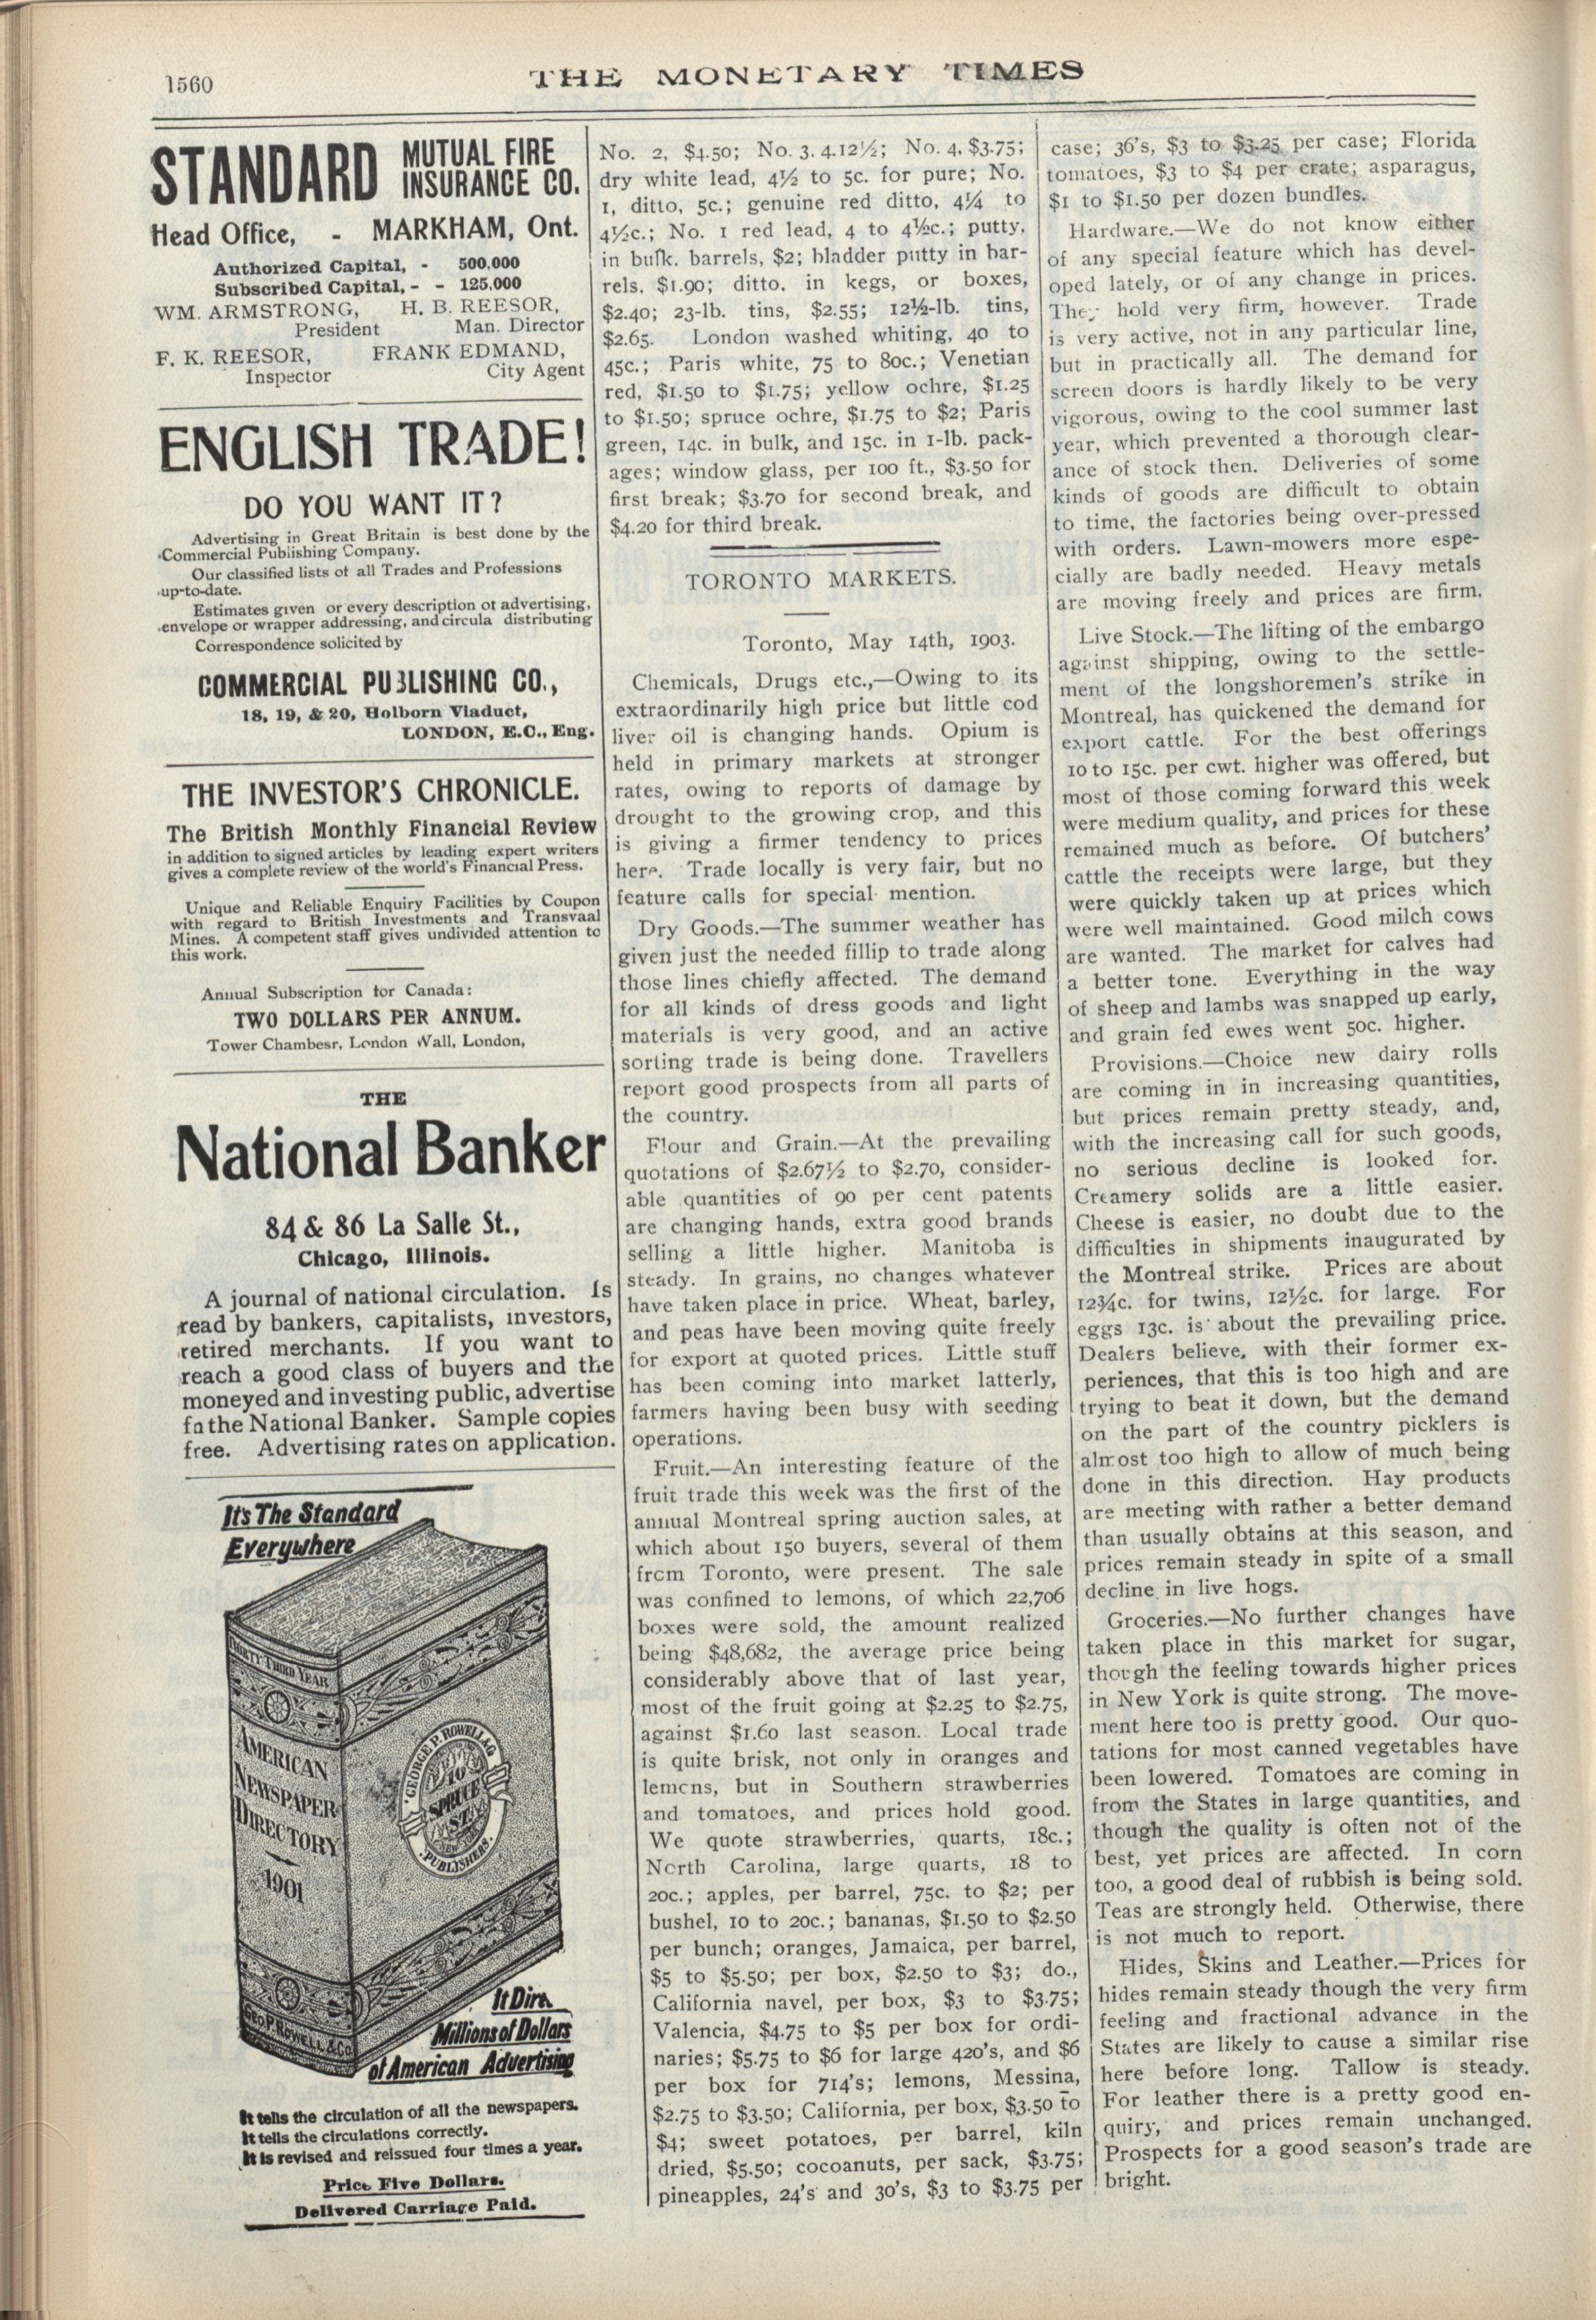 1560
THE MONETARY TIMES
STANDARD MUTUAL FIRE
INSURANCE CO.
Head Office, - MARKHAM, Ont.
Authorized Capital, - 500,000
Subscribed Capital, - - 125,000
WM. ARMSTRONG, H. B. REESOR,
President Man. Director
F. K. REESOR, FRANK EDMAND,
Inspector City Agent
ENGLISH TRADE!
DO YOU WANT IT?
Advertising in Great Britain is best done by the
Commercial Publishing Company.
Our classified lists of all Trades and Professions
up-to-date.
Estimates given or every description of advertising,
envelope or wrapper addressing, and circula distributing
Correspondence solicited by
COMMERCIAL PUBLISHING CO.,
18, 19, & 20, Holborn Viaduct,
LONDON, E.C., Eng.
THE INVESTOR'S CHRONICLE.
The British Monthly Financial Review
in addition to signed articles by leading expert writers
gives a complete review of the world's Financial Press.
Unique and Reliable Enquiry Facilities by Coupon
with regard to British Investments and Transvaal
Mines. A competent staff gives undivided attention to
this work.
Annual Subscription for Canada:
TWO DOLLARS PER ANNUM.
Tower Chambesr, London Wall, London,
THE
National Banker
84 & 86 La Salle St.,
Chicago, Illinois.
A journal of national circulation. Is
read by bankers, capitalists, investors,
retired merchants. If you want to
reach a good class of buyers and the
moneyed and investing public, advertise
fn the National Banker. Sample copies
free. Advertising rates on application.
It's The Standard
Everywhere
THIRTY THIRD YEAR
AMERICAN
NEWSPAPER
DIRECTORY
1901
GEO. P. ROWELL & CO.
GEORGE P. ROWELL & CO
10
SPRUCE
ST.
NEW YORK
PUBLISHERS.
It Dire
Millions of Dollars
of American Advertising
It tells the circulation of all the newspapers.
It tells the circulations correctly.
It is revised and reissued four times a year.
Price Five Dollars.
Delivered Carriage Paid.
No. 2, $4.50; No. 3, 4.12½; No. 4, $3.75;
dry white lead, 4½ to 5c. for pure; No.
1, ditto, 5c.; genuine red ditto, 4¼ to
4½c.; No. 1 red lead, 4 to 4½c.; putty,
in bulk, barrels, $2; bladder putty in bar-
rels, $1.90; ditto, in kegs, or boxes,
$2.40; 23-lb. tins, $2.55; 12½-lb. tins,
$2.65. London washed whiting, 40 to
45c.; Paris white, 75 to 80c.; Venetian
red, $1.50 to $1.75; yellow ochre, $1.25
to $1.50; spruce ochre, $1.75 to $2; Paris
green, 14c. in bulk, and 15c. in 1-lb. pack-
ages; window glass, per 100 ft., $3.50 for
first break; $3.70 for second break, and
$4.20 for third break.
TORONTO MARKETS.
Toronto, May 14th, 1903.
Chemicals, Drugs etc.,—Owing to its
extraordinarily high price but little cod
liver oil is changing hands. Opium is
held in primary markets at stronger
rates, owing to reports of damage by
drought to the growing crop, and this
is giving a firmer tendency to prices
here. Trade locally is very fair, but no
feature calls for special mention.
Dry Goods.—The summer weather has
given just the needed fillip to trade along
those lines chiefly affected. The demand
for all kinds of dress goods and light
materials is very good, and an active
sorting trade is being done. Travellers
report good prospects from all parts of
the country.
Flour and Grain.—At the prevailing
quotations of $2.67½ to $2.70, consider-
able quantities of 90 per cent patents
are changing hands, extra good brands
selling a little higher. Manitoba is
steady. In grains, no changes whatever
have taken place in price. Wheat, barley,
and peas have been moving quite freely
for export at quoted prices. Little stuff
has been coming into market latterly,
farmers having been busy with seeding
operations.
Fruit.—An interesting feature of the
fruit trade this week was the first of the
annual Montreal spring auction sales, at
which about 150 buyers, several of them
from Toronto, were present. The sale
was confined to lemons, of which 22,706
boxes were sold, the amount realized
being $48,682, the average price being
considerably above that of last year,
most of the fruit going at $2.25 to $2.75,
against $1.60 last season. Local trade
is quite brisk, not only in oranges and
lemons, but in Southern strawberries
and tomatoes, and prices hold good.
We quote strawberries, quarts, 18c.;
North Carolina, large quarts, 18 to
20c.; apples, per barrel, 75c. to $2; per
bushel, 10 to 20c.; bananas, $1.50 to $2.50
per bunch; oranges, Jamaica, per barrel,
$5 to $5.50; per box, $2.50 to $3; do.,
California navel, per box, $3 to $3.75;
Valencia, $4.75 to $5 per box for ordi-
naries; $5.75 to $6 for large 420's, and $6
per box for 714's; lemons, Messina,
$2.75 to $3.50; California, per box, $3.50 to
$4; sweet potatoes, per barrel, kiln
dried, $5.50; cocoanuts, per sack, $3.75;
pineapples, 24's and 30's, $3 to $3.75 per
case; 36's, $3 to $3.25 per case; Florida
tomatoes, $3 to $4 per crate; asparagus,
$1 to $1.50 per dozen bundles.
Hardware.—We do not know either
of any special feature which has devel-
oped lately, or of any change in prices.
They hold very firm, however. Trade
is very active, not in any particular line,
but in practically all. The demand for
screen doors is hardly likely to be very
vigorous, owing to the cool summer last
year, which prevented a thorough clear-
ance of stock then. Deliveries of some
kinds of goods are difficult to obtain
to time, the factories being over-pressed
with orders. Lawn-mowers more espe-
cially are badly needed. Heavy metals
are moving freely and prices are firm.
Live Stock.—The lifting of the embargo
against shipping, owing to the settle-
ment of the longshoremen's strike in
Montreal, has quickened the demand for
export cattle. For the best offerings
10 to 15c. per cwt. higher was offered, but
most of those coming forward this week
were medium quality, and prices for these
remained much as before. Of butchers'
cattle the receipts were large, but they
were quickly taken up at prices which
were well maintained. Good milch cows
are wanted. The market for calves had
a better tone. Everything in the way
of sheep and lambs was snapped up early,
and grain fed ewes went 50c. higher.
Provisions.—Choice new dairy rolls
are coming in in increasing quantities,
but prices remain pretty steady, and,
with the increasing call for such goods,
no serious decline is looked for.
Creamery solids are a little easier.
Cheese is easier, no doubt due to the
difficulties in shipments inaugurated by
the Montreal strike. Prices are about
12¾c. for twins, 12½c. for large. For
eggs 13c. is about the prevailing price.
Dealers believe, with their former ex-
periences, that this is too high and are
trying to beat it down, but the demand
on the part of the country picklers is
almost too high to allow of much being
done in this direction. Hay products
are meeting with rather a better demand
than usually obtains at this season, and
prices remain steady in spite of a small
decline in live hogs.
Groceries.—No further changes have
taken place in this market for sugar,
though the feeling towards higher prices
in New York is quite strong. The move-
ment here too is pretty good. Our quo-
tations for most canned vegetables have
been lowered. Tomatoes are coming in
from the States in large quantities, and
though the quality is often not of the
best, yet prices are affected. In corn
too, a good deal of rubbish is being sold.
Teas are strongly held. Otherwise, there
is not much to report.
Hides, Skins and Leather.—Prices for
hides remain steady though the very firm
feeling and fractional advance in the
States are likely to cause a similar rise
here before long. Tallow is steady.
For leather there is a pretty good en-
quiry, and prices remain unchanged.
Prospects for a good season's trade are
bright.